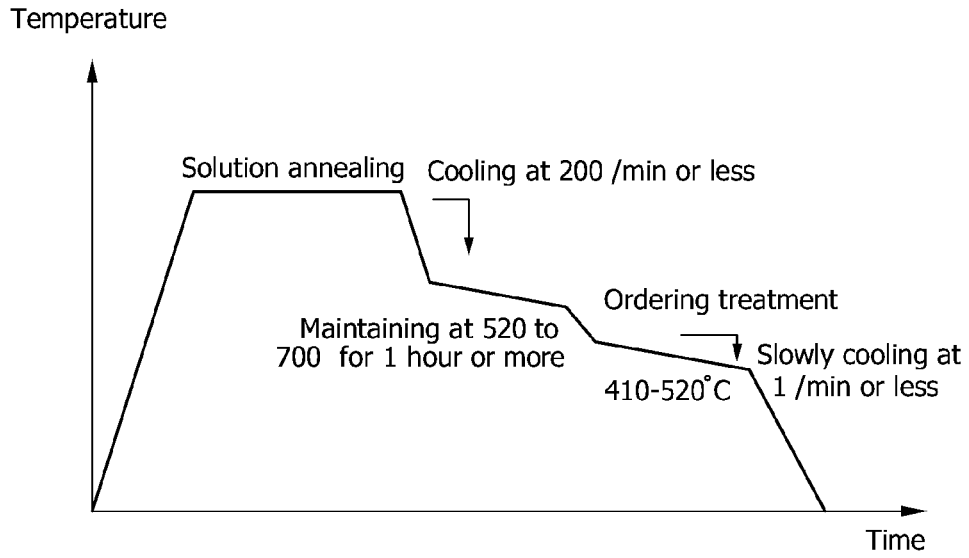 Temperature
Solution annealing
Cooling at 200 /min or less
Maintaining at 520 to
700 for 1 hour or more
Ordering treatment
410-520˚C
Slowly cooling at
1 /min or less
Time